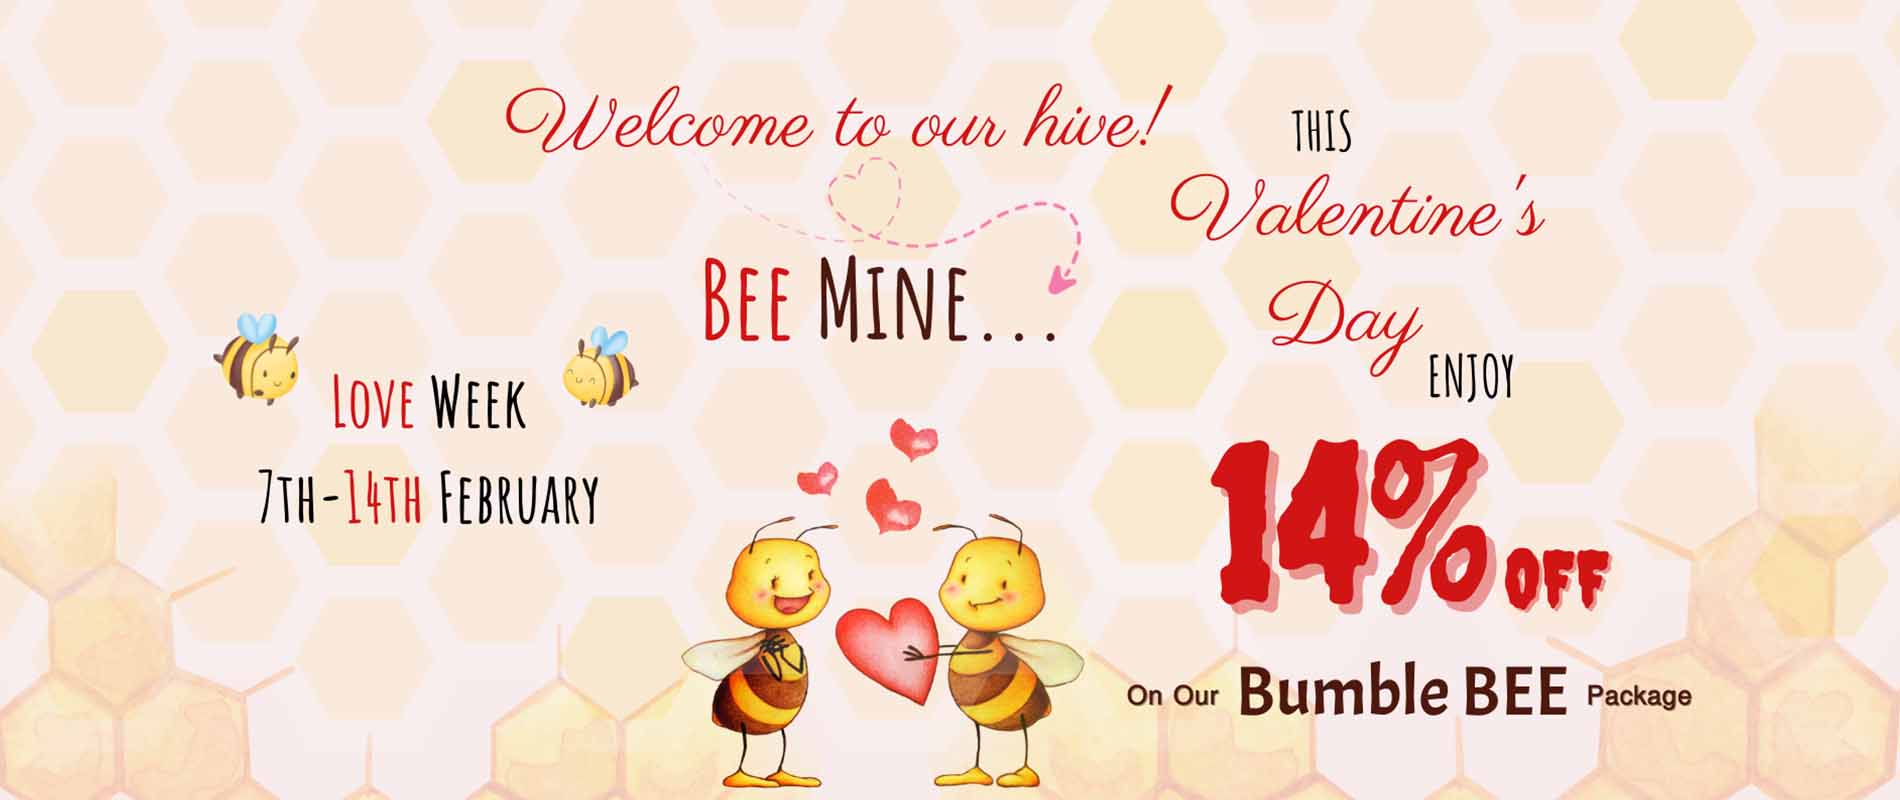 Welcome to our hive!
BEE MINE...
LOVE WEEK
7TH-14TH FEBRUARY
THIS
Valentine's
Day
ENJOY
14% OFF
On Our Bumble BEE Package